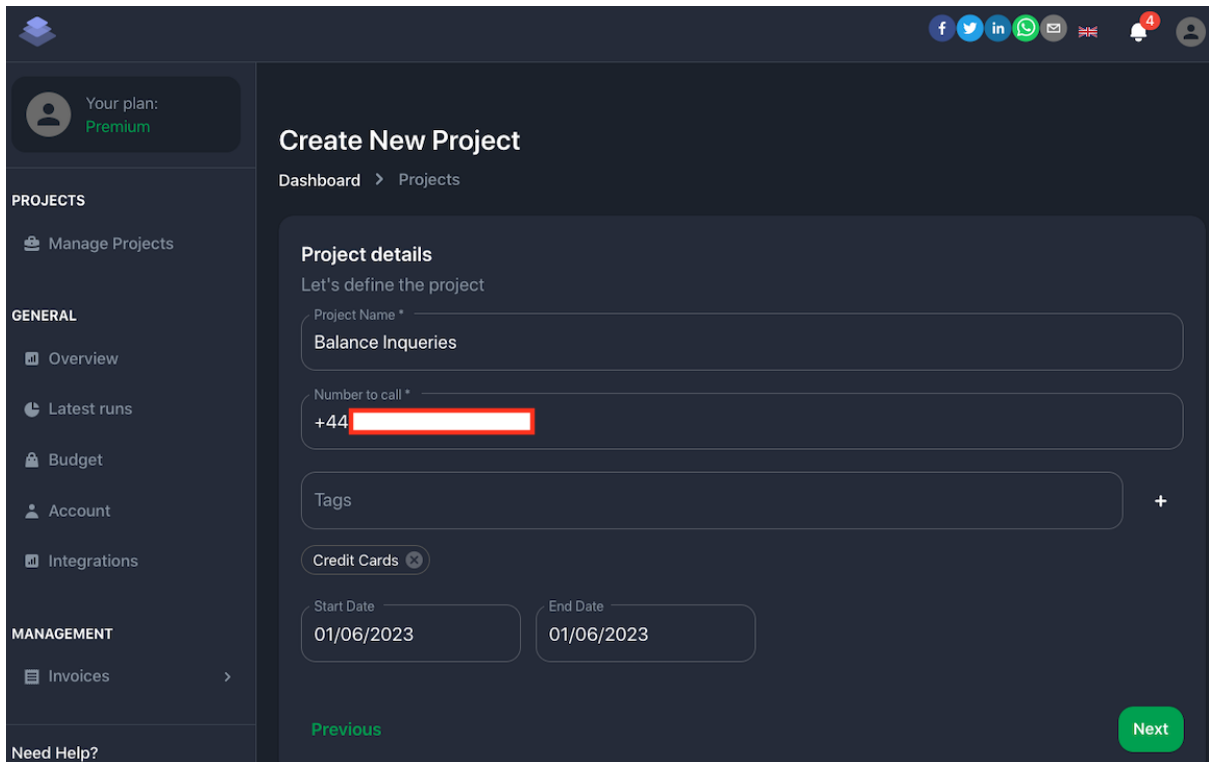 4
Your plan:
Premium
PROJECTS
Manage Projects
GENERAL
Overview
Latest runs
Budget
Account
Integrations
MANAGEMENT
Invoices
Need Help?
Create New Project
Dashboard > Projects
Project details
Let's define the project
Project Name *
Balance Inqueries
Number to call *
+44
Tags +
Credit Cards
Start Date End Date
01/06/2023 01/06/2023
Previous Next